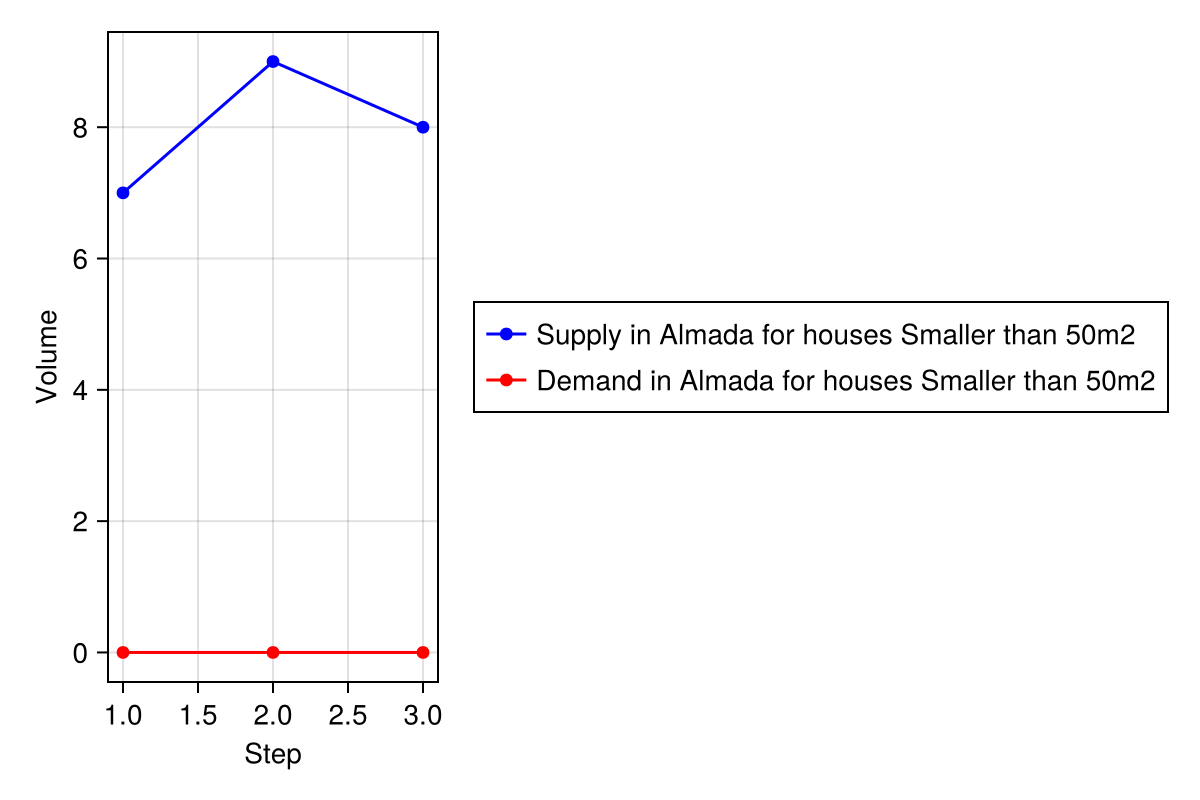 8
6
4
2
0
Volume
1.0 1.5 2.0 2.5 3.0
Step
Supply in Almada for houses Smaller than 50m2
Demand in Almada for houses Smaller than 50m2